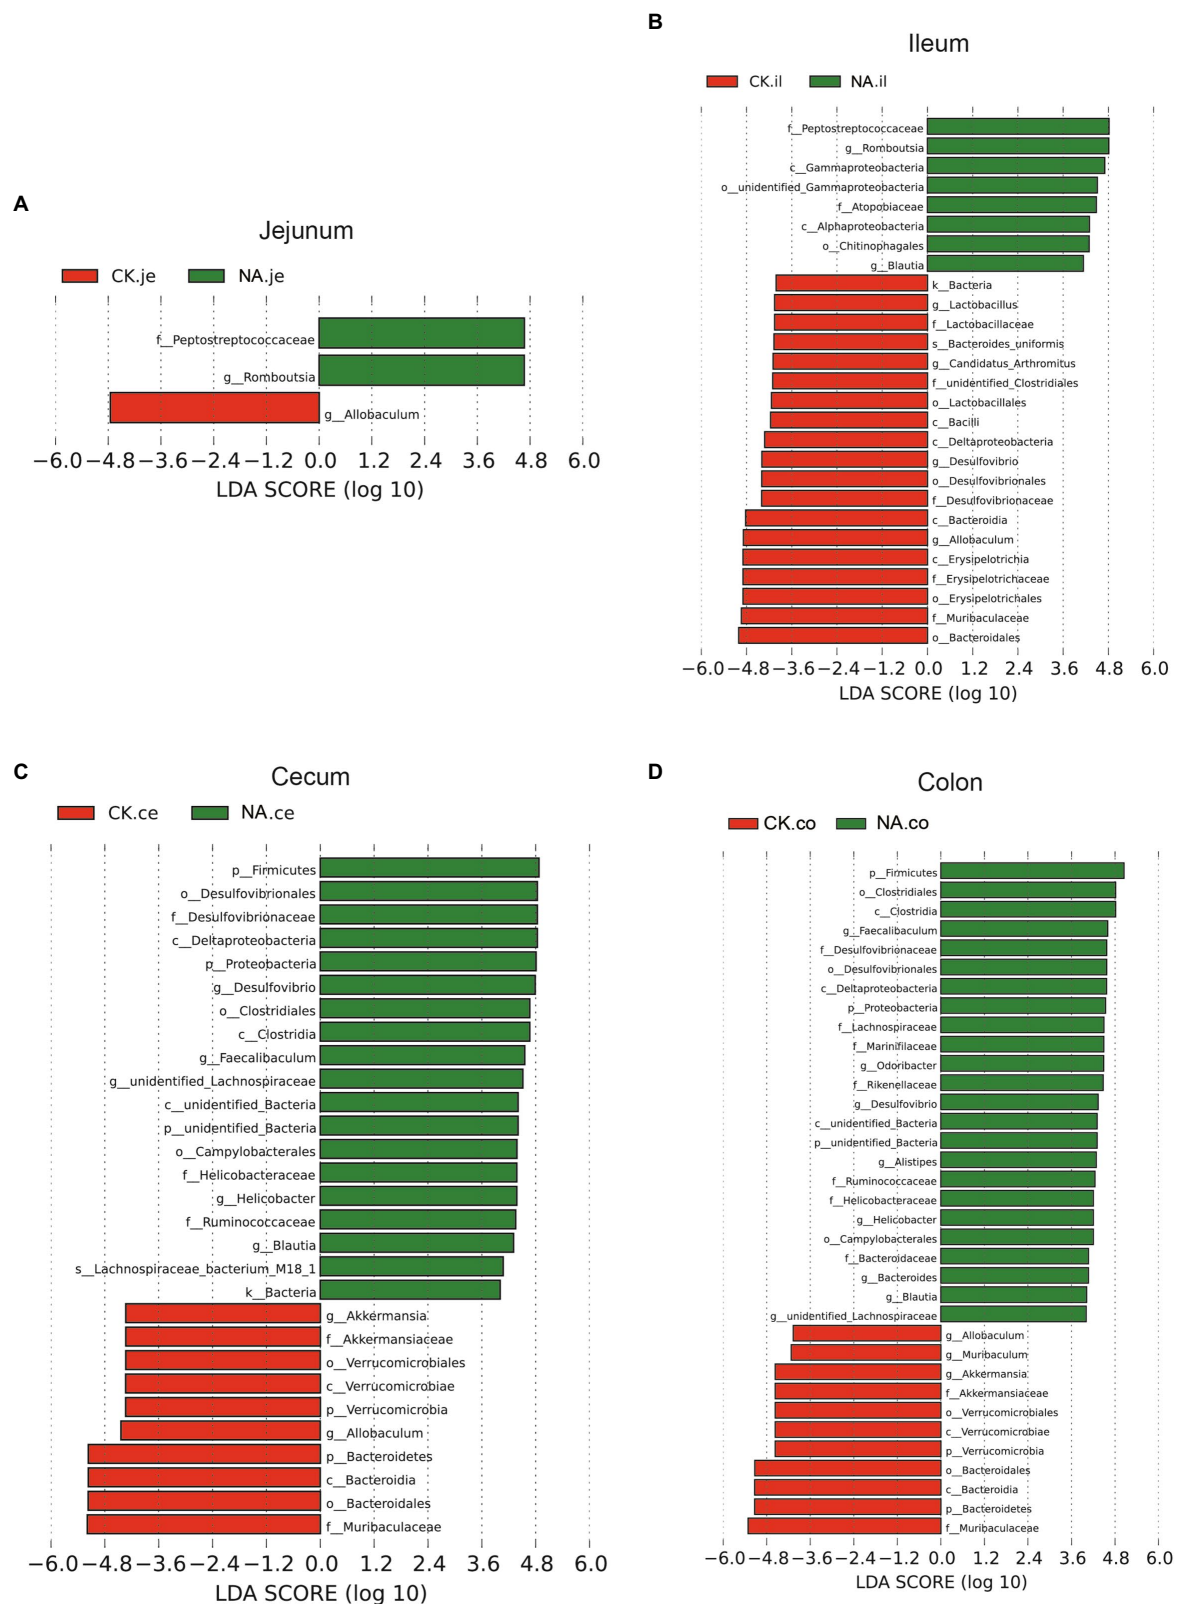 A
Jejunum
CK.je NA.je
f__Peptostreptococcaceae
g__Romboutsia
g__Allobaculum
−6.0 −4.8 −3.6 −2.4 −1.2 0.0 1.2 2.4 3.6 4.8 6.0
LDA SCORE (log 10)
B
Ileum
CK.il NA.il
f__Peptostreptococcaceae
g__Romboutsia
c__Gammaproteobacteria
o__unidentified_Gammaproteobacteria
f__Atopobiaceae
c__Alphaproteobacteria
o__Chitinophagales
g__Blautia
k__Bacteria
g__Lactobacillus
f__Lactobacillaceae
s__Bacteroides_uniformis
g__Candidatus_Arthromitus
f__unidentified_Clostridiales
o__Lactobacillales
c__Bacilli
c__Deltaproteobacteria
g__Desulfovibrio
o__Desulfovibrionales
f__Desulfovibrionaceae
c__Bacteroidia
g__Allobaculum
c__Erysipelotrichia
f__Erysipelotrichaceae
o__Erysipelotrichales
f__Muribaculaceae
o__Bacteroidales
−6.0 −4.8 −3.6 −2.4 −1.2 0.0 1.2 2.4 3.6 4.8 6.0
LDA SCORE (log 10)
C
Cecum
CK.ce NA.ce
p__Firmicutes
o__Desulfovibrionales
f__Desulfovibrionaceae
c__Deltaproteobacteria
p__Proteobacteria
g__Desulfovibrio
o__Clostridiales
c__Clostridia
g__Faecalibaculum
g__unidentified_Lachnospiraceae
c__unidentified_Bacteria
p__unidentified_Bacteria
o__Campylobacterales
f__Helicobacteraceae
g__Helicobacter
f__Ruminococcaceae
g__Blautia
s__Lachnospiraceae_bacterium_M18_1
k__Bacteria
g__Akkermansia
f__Akkermansiaceae
o__Verrucomicrobiales
c__Verrucomicrobiae
p__Verrucomicrobia
g__Allobaculum
p__Bacteroidetes
c__Bacteroidia
o__Bacteroidales
f__Muribaculaceae
−6.0 −4.8 −3.6 −2.4 −1.2 0.0 1.2 2.4 3.6 4.8 6.0
LDA SCORE (log 10)
D
Colon
CK.co NA.co
p__Firmicutes
o__Clostridiales
c__Clostridia
g__Faecalibaculum
f__Desulfovibrionaceae
o__Desulfovibrionales
c__Deltaproteobacteria
p__Proteobacteria
f__Lachnospiraceae
f__Marinifilaceae
g__Odoribacter
f__Rikenellaceae
g__Desulfovibrio
c__unidentified_Bacteria
p__unidentified_Bacteria
g__Alistipes
f__Ruminococcaceae
f__Helicobacteraceae
g__Helicobacter
o__Campylobacterales
f__Bacteroidaceae
g__Bacteroides
g__Blautia
g__unidentified_Lachnospiraceae
g__Allobaculum
g__Muribaculum
g__Akkermansia
f__Akkermansiaceae
o__Verrucomicrobiales
c__Verrucomicrobiae
p__Verrucomicrobia
o__Bacteroidales
c__Bacteroidia
p__Bacteroidetes
f__Muribaculaceae
−6.0 −4.8 −3.6 −2.4 −1.2 0.0 1.2 2.4 3.6 4.8 6.0
LDA SCORE (log 10)